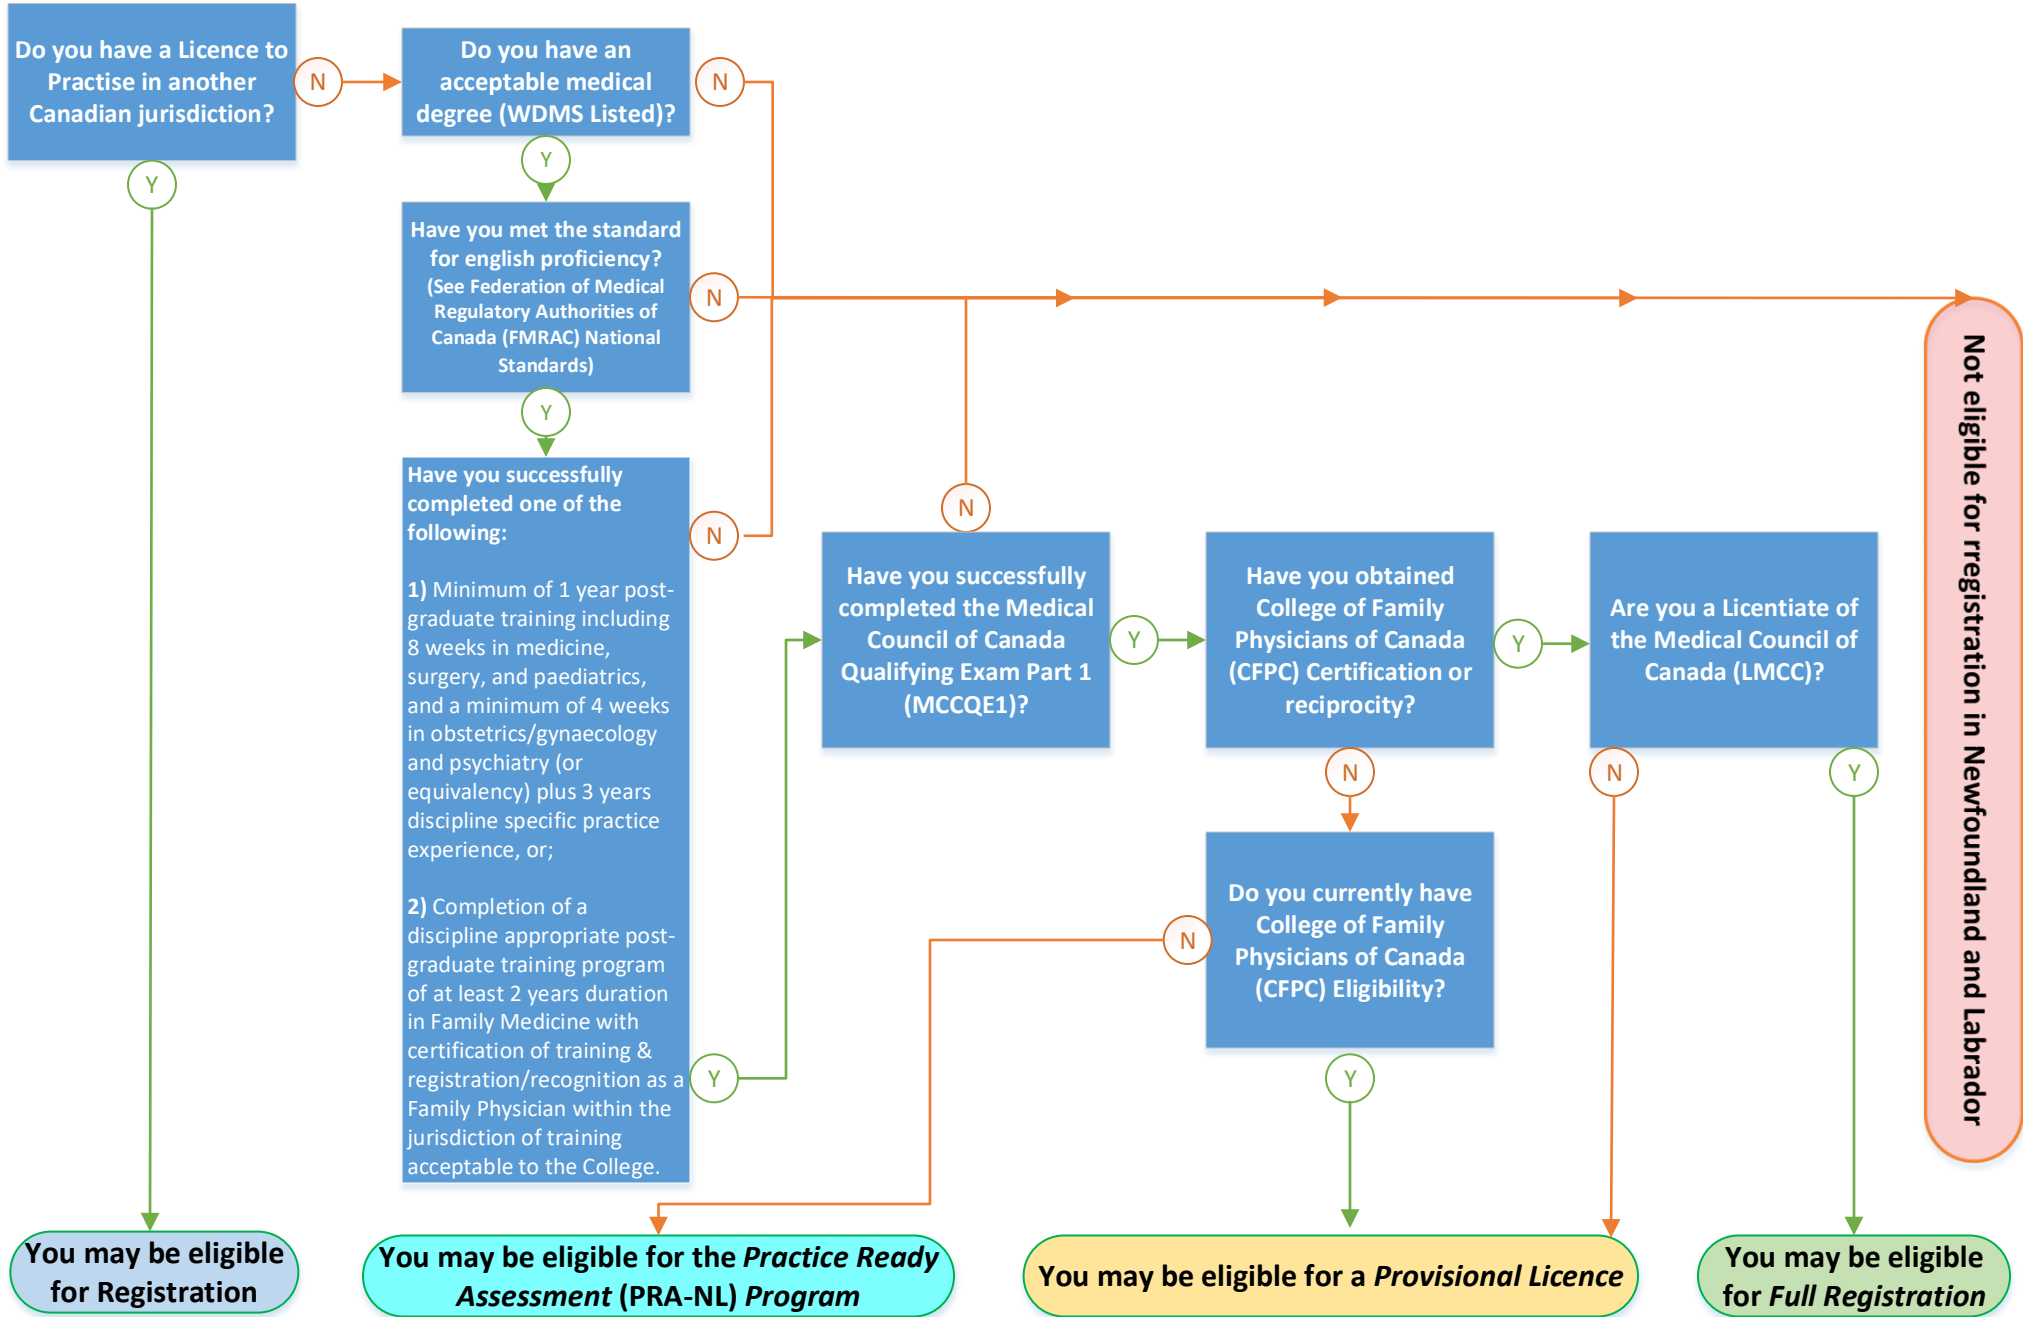 Do you have a Licence to
Practise in another
Canadian jurisdiction?
N
Y
Do you have an
acceptable medical
degree (WDMS Listed)?
N
Y
Have you met the standard
for english proficiency?
(See Federation of Medical
Regulatory Authorities of
Canada (FMRAC) National
Standards)
N
Y
Have you successfully
completed one of the
following:
1) Minimum of 1 year post-
graduate training including
8 weeks in medicine,
surgery, and paediatrics,
and a minimum of 4 weeks
in obstetrics/gynaecology
and psychiatry (or
equivalency) plus 3 years
discipline specific practice
experience, or;
2) Completion of a
discipline appropriate post-
graduate training program
of at least 2 years duration
in Family Medicine with
certification of training &
registration/recognition as a
Family Physician within the
jurisdiction of training
acceptable to the College.
N
Y
N
Have you successfully
completed the Medical
Council of Canada
Qualifying Exam Part 1
(MCCQE1)?
Y
Have you obtained
College of Family
Physicians of Canada
(CFPC) Certification or
reciprocity?
Y
N
Are you a Licentiate of
the Medical Council of
Canada (LMCC)?
N
Y
Do you currently have
College of Family
Physicians of Canada
(CFPC) Eligibility?
N
Y
Not eligible for rregistration in Newfoundland and Labrador
You may be eligible
for Registration
You may be eligible for the Practice Ready
Assessment (PRA-NL) Program
You may be eligible for a Provisional Licence
You may be eligible
for Full Registration